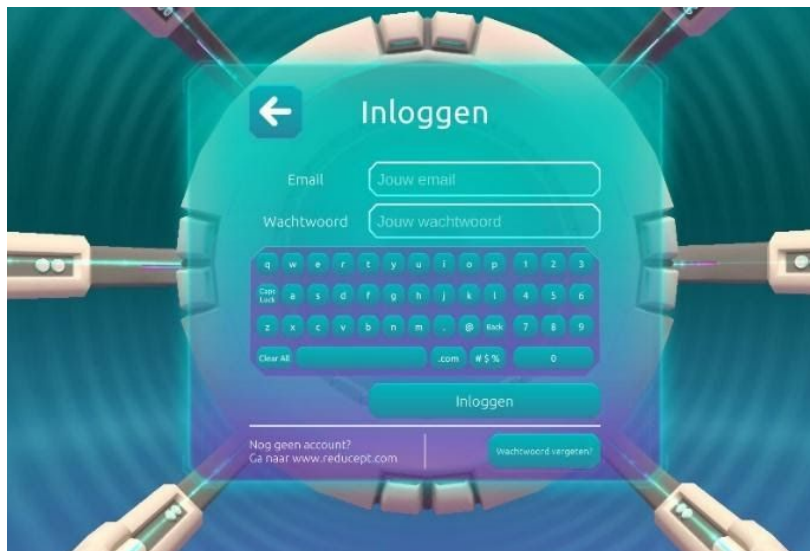 Inloggen
Email Jouw email
Wachtwoord Jouw wachtwoord
q w e r t y u i o p 1 2 3
Caps Lock a s d f g h j k l 4 5 6
z x c v b n m . @ Back 7 8 9
Clear All .com # $ % 0
Inloggen
Nog geen account?
Ga naar www.reducept.com
Wachtwoord vergeten?